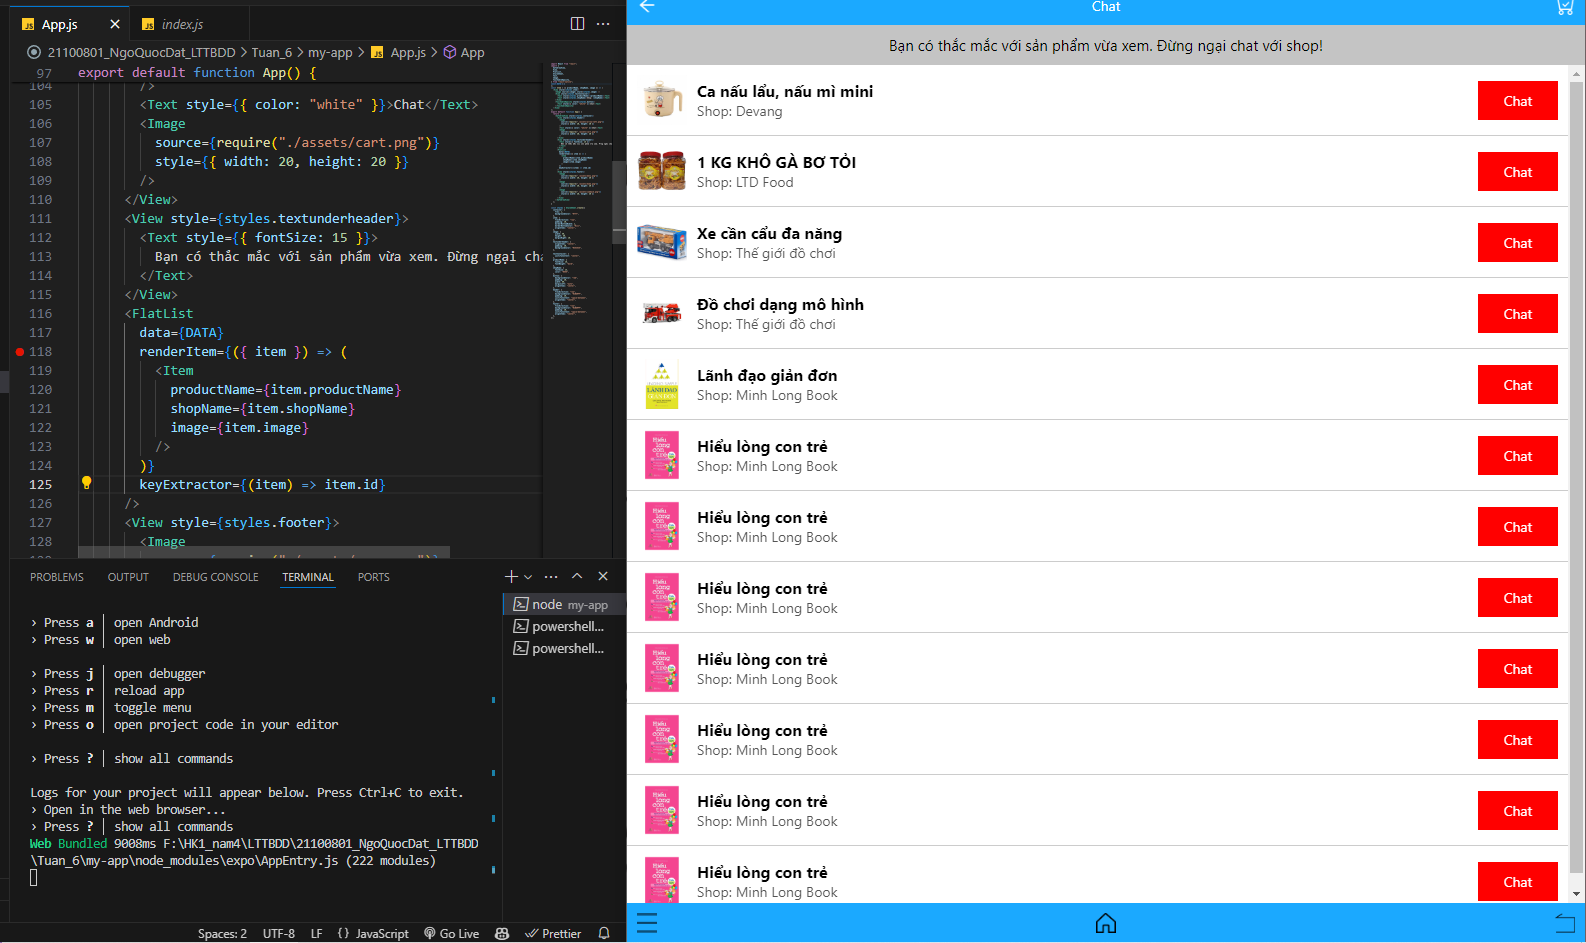 App.js
index.js
21100801_NgoQuocDat_LTTBDD > Tuan_6 > my-app > App.js > App
97 export default function App() {
104 />
105 <Text style={{ color: "white" }}>Chat</Text>
106 <Image
107 source={require("./assets/cart.png")}
108 style={{ width: 20, height: 20 }}
109 />
110 </View>
111 <View style={styles.textunderheader}>
112 <Text style={{ fontSize: 15 }}>
113 Bạn có thắc mắc với sản phẩm vừa xem. Đừng ngại cha
114 </Text>
115 </View>
116 <FlatList
117 data={DATA}
118 renderItem={({ item }) => (
119 <Item
120 productName={item.productName}
121 shopName={item.shopName}
122 image={item.image}
123 />
124 )}
125 keyExtractor={(item) => item.id}
126 />
127 <View style={styles.footer}>
128 <Image
PROBLEMS OUTPUT DEBUG CONSOLE TERMINAL PORTS
node my-app
powershell...
powershell...
› Press a │ open Android
› Press w │ open web
› Press j │ open debugger
› Press r │ reload app
› Press m │ toggle menu
› Press o │ open project code in your editor
› Press ? │ show all commands
Logs for your project will appear below. Press Ctrl+C to exit.
› Open in the web browser...
› Press ? │ show all commands
Web Bundled 9008ms F:\HK1_nam4\LTTBDD\21100801_NgoQuocDat_LTTBDD
\Tuan_6\my-app\node_modules\expo\AppEntry.js (222 modules)
Spaces: 2 UTF-8 LF {} JavaScript Go Live Prettier
Chat
Bạn có thắc mắc với sản phẩm vừa xem. Đừng ngại chat với shop!
Ca nấu lẩu, nấu mì mini
Shop: Devang
Chat
1 KG KHÔ GÀ BƠ TỎI
Shop: LTD Food
Chat
Xe cần cẩu đa năng
Shop: Thế giới đồ chơi
Chat
Đồ chơi dạng mô hình
Shop: Thế giới đồ chơi
Chat
Lãnh đạo giản đơn
Shop: Minh Long Book
Chat
Hiểu lòng con trẻ
Shop: Minh Long Book
Chat
Hiểu lòng con trẻ
Shop: Minh Long Book
Chat
Hiểu lòng con trẻ
Shop: Minh Long Book
Chat
Hiểu lòng con trẻ
Shop: Minh Long Book
Chat
Hiểu lòng con trẻ
Shop: Minh Long Book
Chat
Hiểu lòng con trẻ
Shop: Minh Long Book
Chat
Hiểu lòng con trẻ
Shop: Minh Long Book
Chat